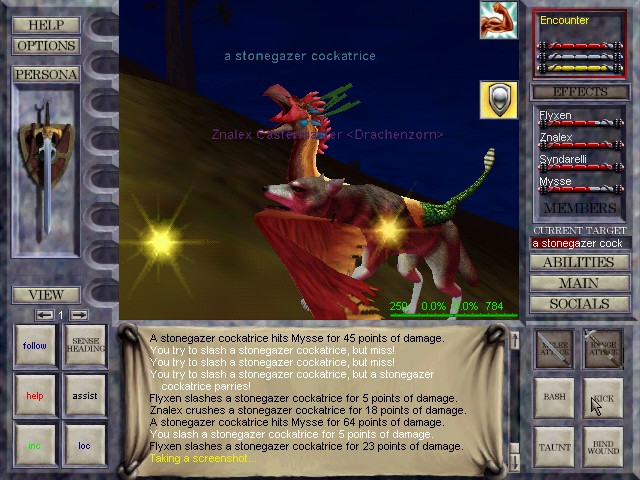 HELP
OPTIONS
PERSONA
VIEW
1
follow
SENSE
HEADING
help
assist
inc
loc
a stonegazer cockatrice
Znalex Casterbanger <Drachenzorn>
250 0.0% .0% 784
A stonegazer cockatrice hits Mysse for 45 points of damage.
You try to slash a stonegazer cockatrice, but miss!
You try to slash a stonegazer cockatrice, but miss!
You try to slash a stonegazer cockatrice, but a stonegazer
cockatrice parries!
Flyxen slashes a stonegazer cockatrice for 5 points of damage.
Znalex crushes a stonegazer cockatrice for 18 points of damage.
A stonegazer cockatrice hits Mysse for 64 points of damage.
You slash a stonegazer cockatrice for 5 points of damage.
Flyxen slashes a stonegazer cockatrice for 23 points of damage.
Taking a screenshot...
Encounter
EFFECTS
Flyxen
Znalex
Syndarelli
Mysse
MEMBERS
CURRENT TARGET
a stonegazer cock
ABILITIES
MAIN
SOCIALS
MELEE
ATTACK
RANGE
ATTACK
BASH
KICK
TAUNT
BIND
WOUND